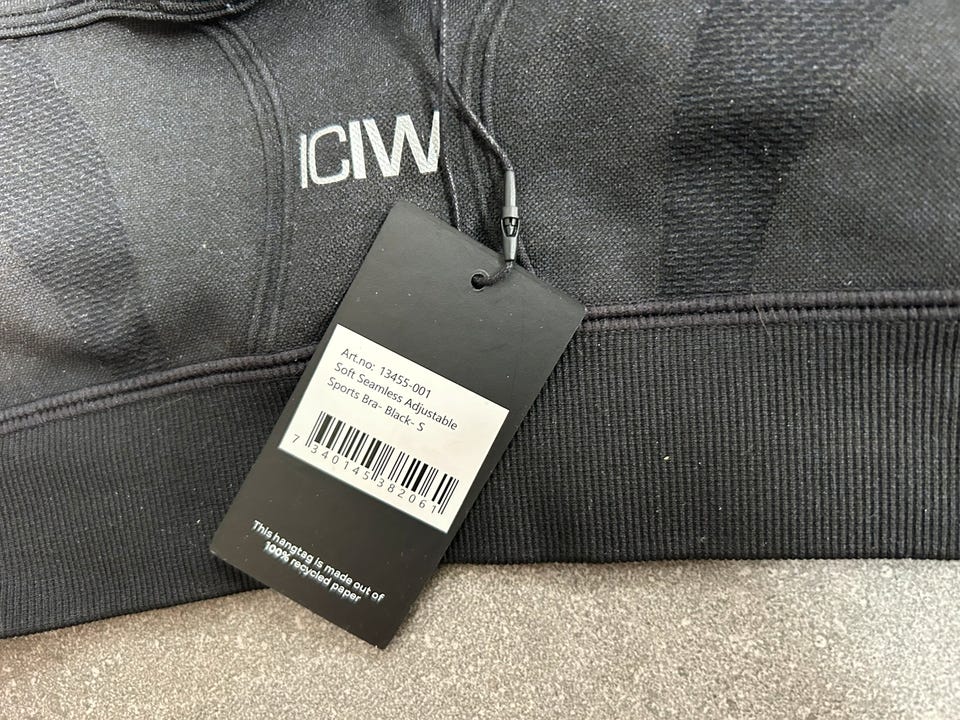 ICIW
Art.no: 13455-001
Soft Seamless Adjustable
Sports Bra- Black- S
7 340145 382061
This hangtag is made out of
100% recycled paper